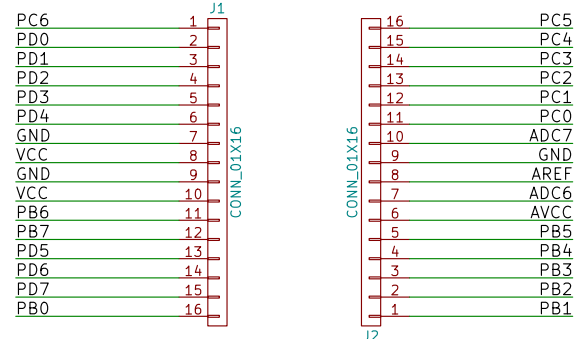 J1
PC6 1
PD0 2
PD1 3
PD2 4
PD3 5
PD4 6
GND 7
VCC 8
GND 9
VCC 10
PB6 11
PB7 12
PD5 13
PD6 14
PD7 15
PB0 16
CONN_01X16
CONN_01X16
16 PC5
15 PC4
14 PC3
13 PC2
12 PC1
11 PC0
10 ADC7
9 GND
8 AREF
7 ADC6
6 AVCC
5 PB5
4 PB4
3 PB3
2 PB2
1 PB1
J2